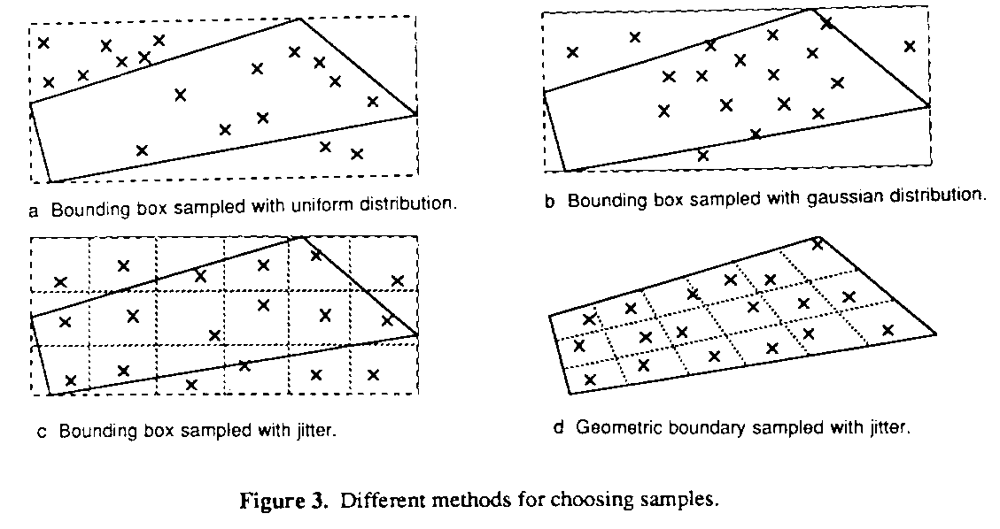 a Bounding box sampled with uniform distribution.
b Bounding box sampled with gaussian distribution.
c Bounding box sampled with jitter.
d Geometric boundary sampled with jitter.
Figure 3. Different methods for choosing samples.